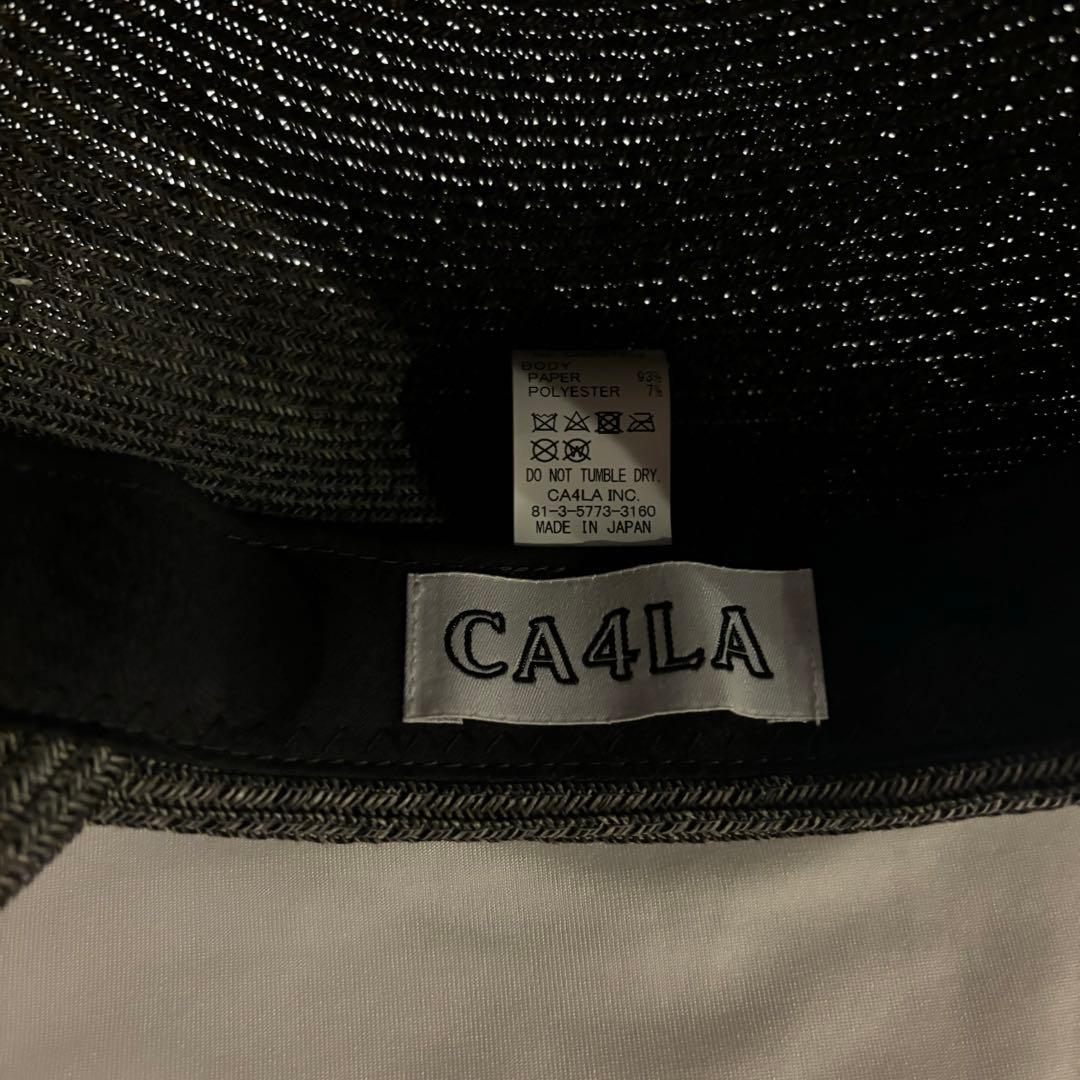 BODY
PAPER 93%
POLYESTER 7%
DO NOT TUMBLE DRY.
CA4LA INC.
81-3-5773-3160
MADE IN JAPAN
CA4LA